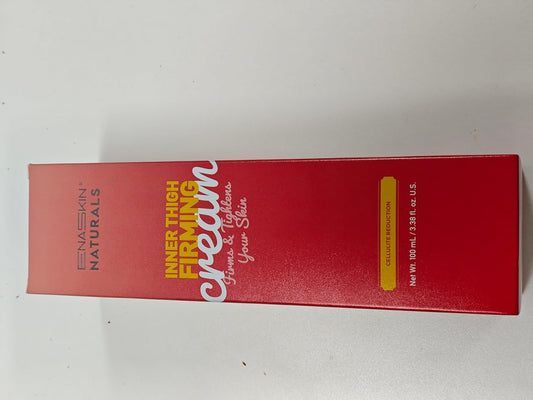 ENASKIN®
NATURALS
INNER THIGH
FIRMING
cream
Firms & Tightens
Your Skin
CELLULITE REDUCTION
Net Wt. 100 mL / 3.38 fl. oz. U.S.